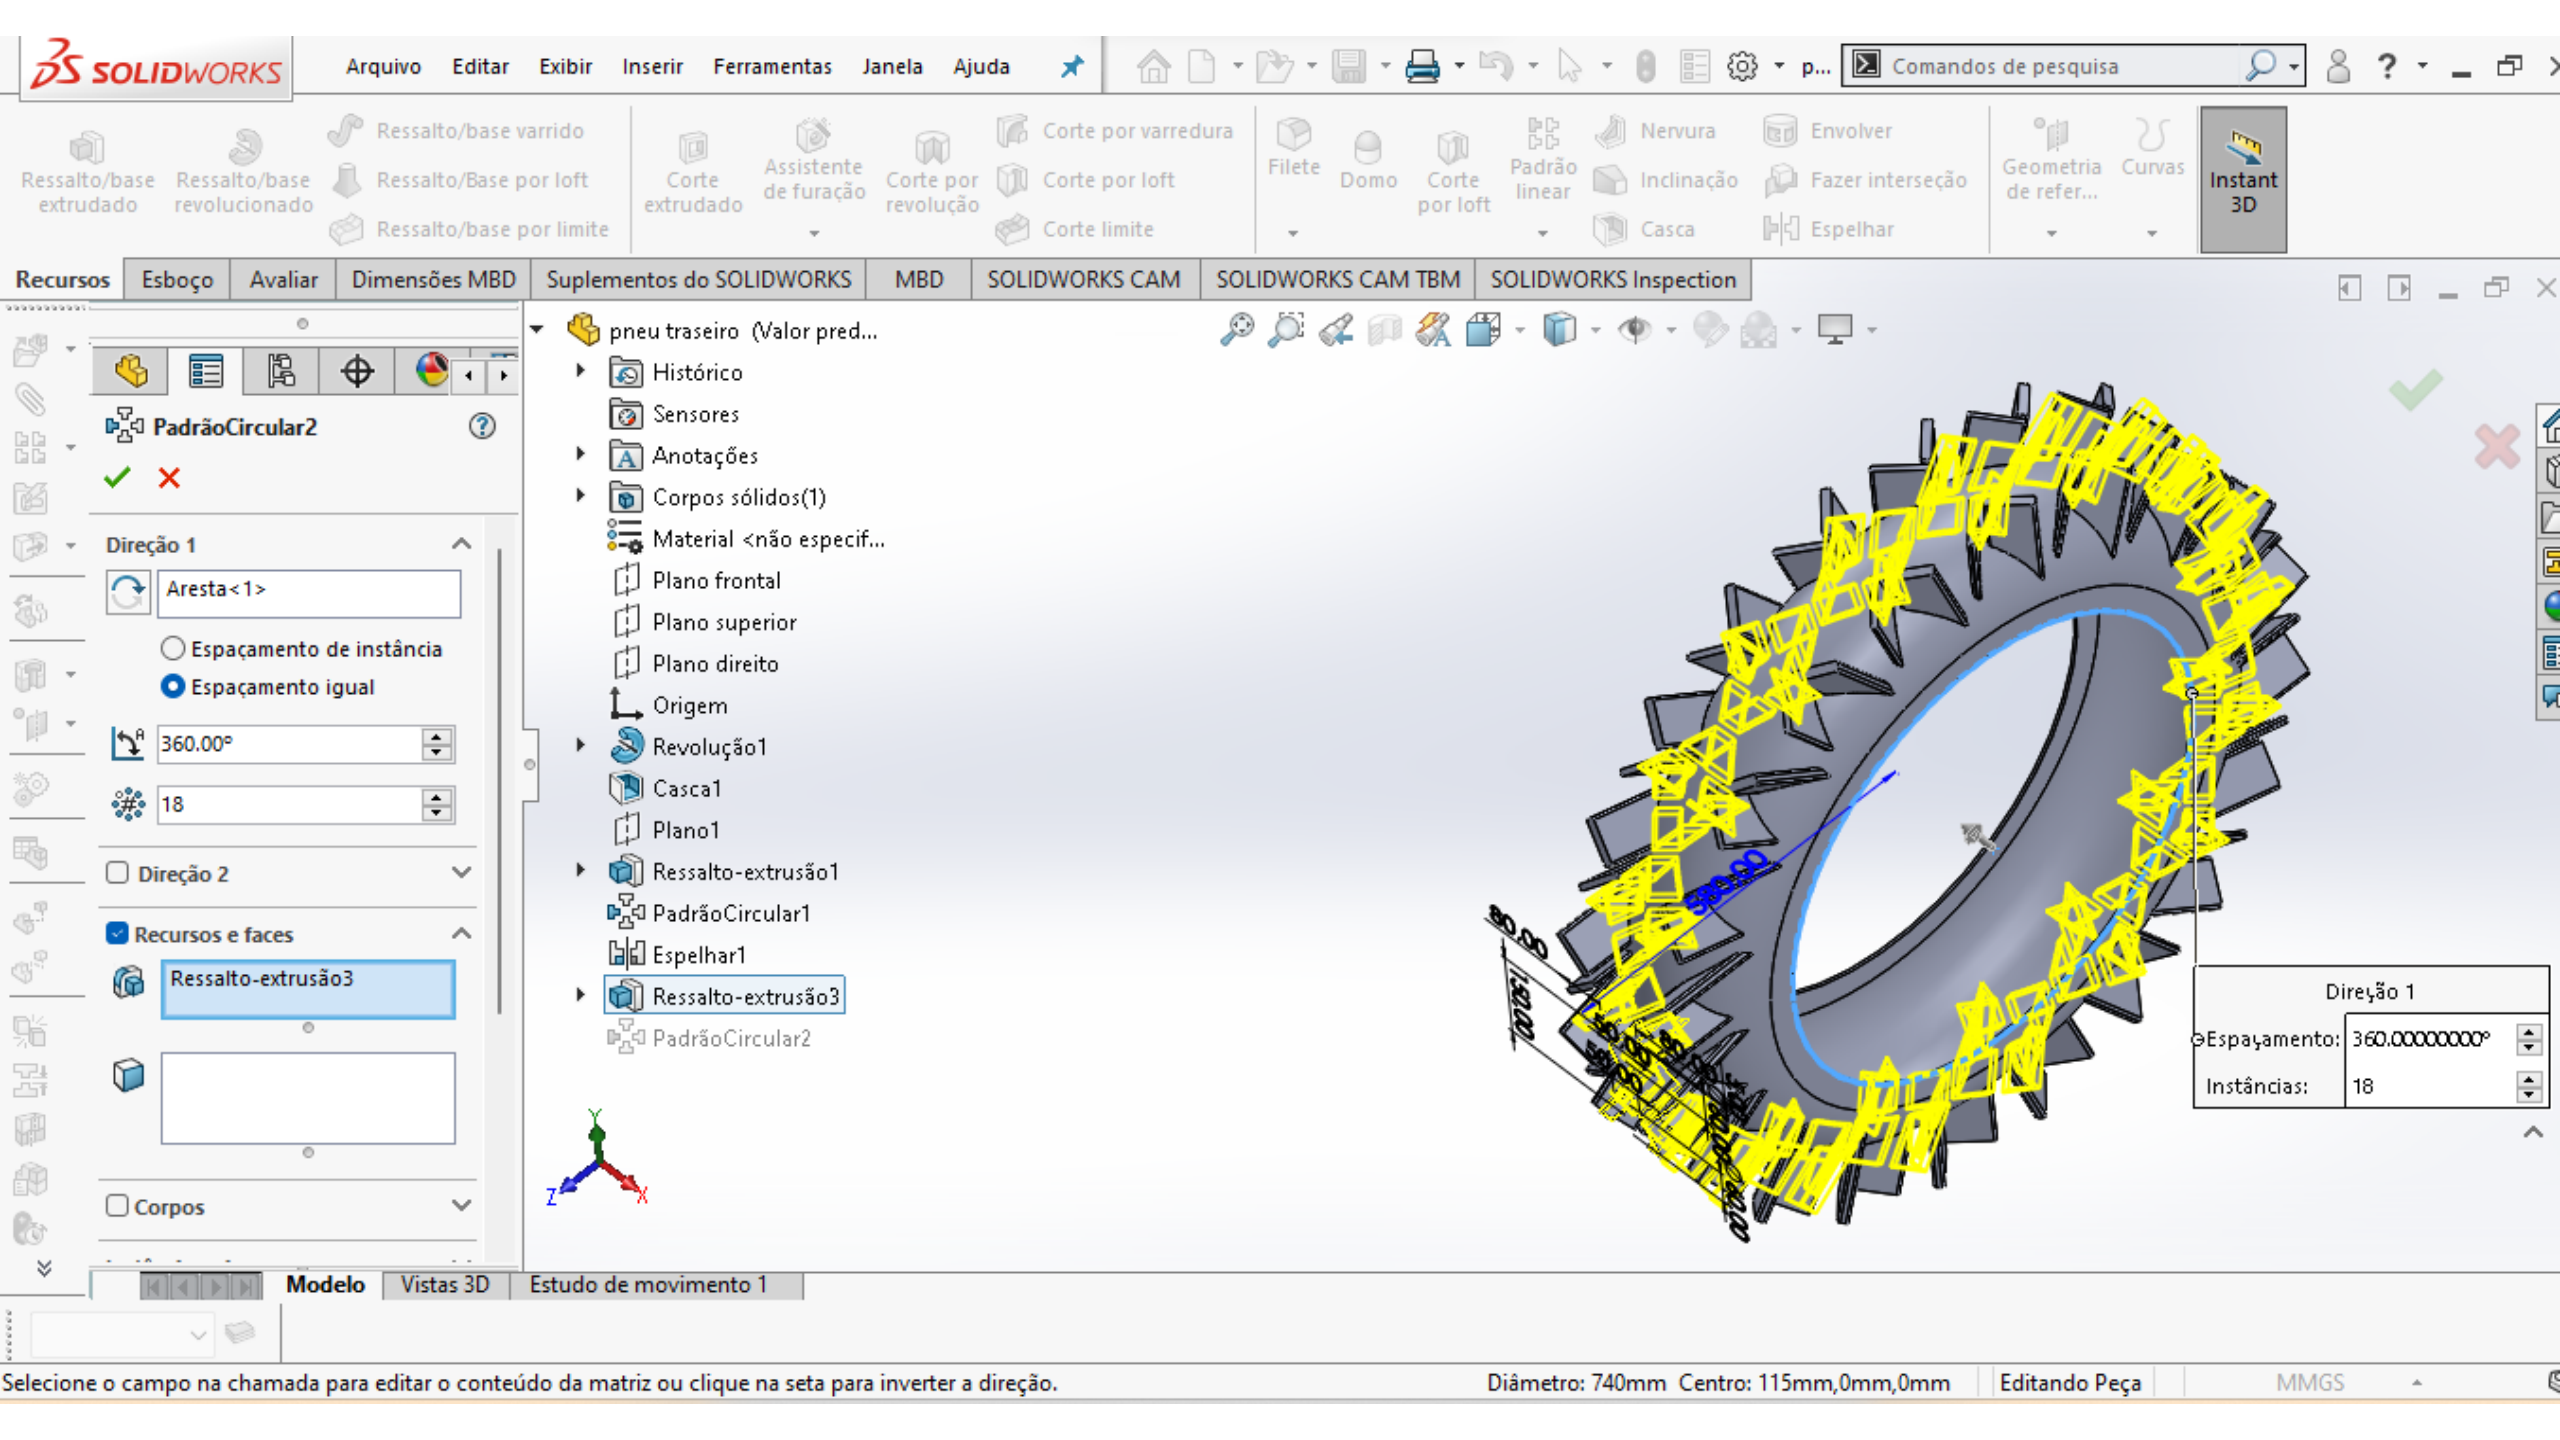 SOLIDWORKS Arquivo Editar Exibir Inserir Ferramentas Janela Ajuda p... Comandos de pesquisa ?
Ressalto/base extrudado
Ressalto/base revolucionado
Ressalto/base varrido
Ressalto/Base por loft
Ressalto/base por limite
Corte extrudado
Assistente de furação
Corte por revolução
Corte por varredura
Corte por loft
Corte limite
Filete
Domo
Corte por loft
Padrão linear
Nervura
Inclinação
Casca
Envolver
Fazer interseção
Espelhar
Geometria de refer...
Curvas
Instant 3D
Recursos Esboço Avaliar Dimensões MBD Suplementos do SOLIDWORKS MBD SOLIDWORKS CAM SOLIDWORKS CAM TBM SOLIDWORKS Inspection
PadrãoCircular2
Direção 1
Aresta<1>
Espaçamento de instância
Espaçamento igual
360.00º
18
Direção 2
Recursos e faces
Ressalto-extrusão3
Corpos
pneu traseiro (Valor pred...
Histórico
Sensores
Anotações
Corpos sólidos(1)
Material <não especif...
Plano frontal
Plano superior
Plano direito
Origem
Revolução1
Casca1
Plano1
Ressalto-extrusão1
PadrãoCircular1
Espelhar1
Ressalto-extrusão3
PadrãoCircular2
Y
Z
X
580.00
80.00
150.00
Direção 1
Espaçamento: 360.00000000º
Instâncias: 18
Modelo Vistas 3D Estudo de movimento 1
Selecione o campo na chamada para editar o conteúdo da matriz ou clique na seta para inverter a direção. Diâmetro: 740mm Centro: 115mm,0mm,0mm Editando Peça MMGS